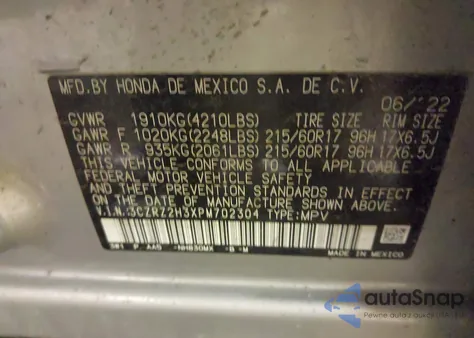 MFD.BY HONDA DE MEXICO S.A. DE C.V.
06/'22
GVWR 1910KG(4210LBS) TIRE SIZE RIM SIZE
GAWR F 1020KG(2248LBS) 215/60R17 96H 17X6.5J
GAWR R 935KG(2061LBS) 215/60R17 96H 17X6.5J
THIS VEHICLE CONFORMS TO ALL APPLICABLE
FEDERAL MOTOR VEHICLE SAFETY AND
THEFT PREVENTION STANDARDS IN EFFECT
ON THE DATE OF MANUFACTURE SHOWN ABOVE.
V.I.N. 3CZRZ2H3XPM702304 TYPE:MPV
NH830MX -B -M
MADE IN MEXICO
autoSnap